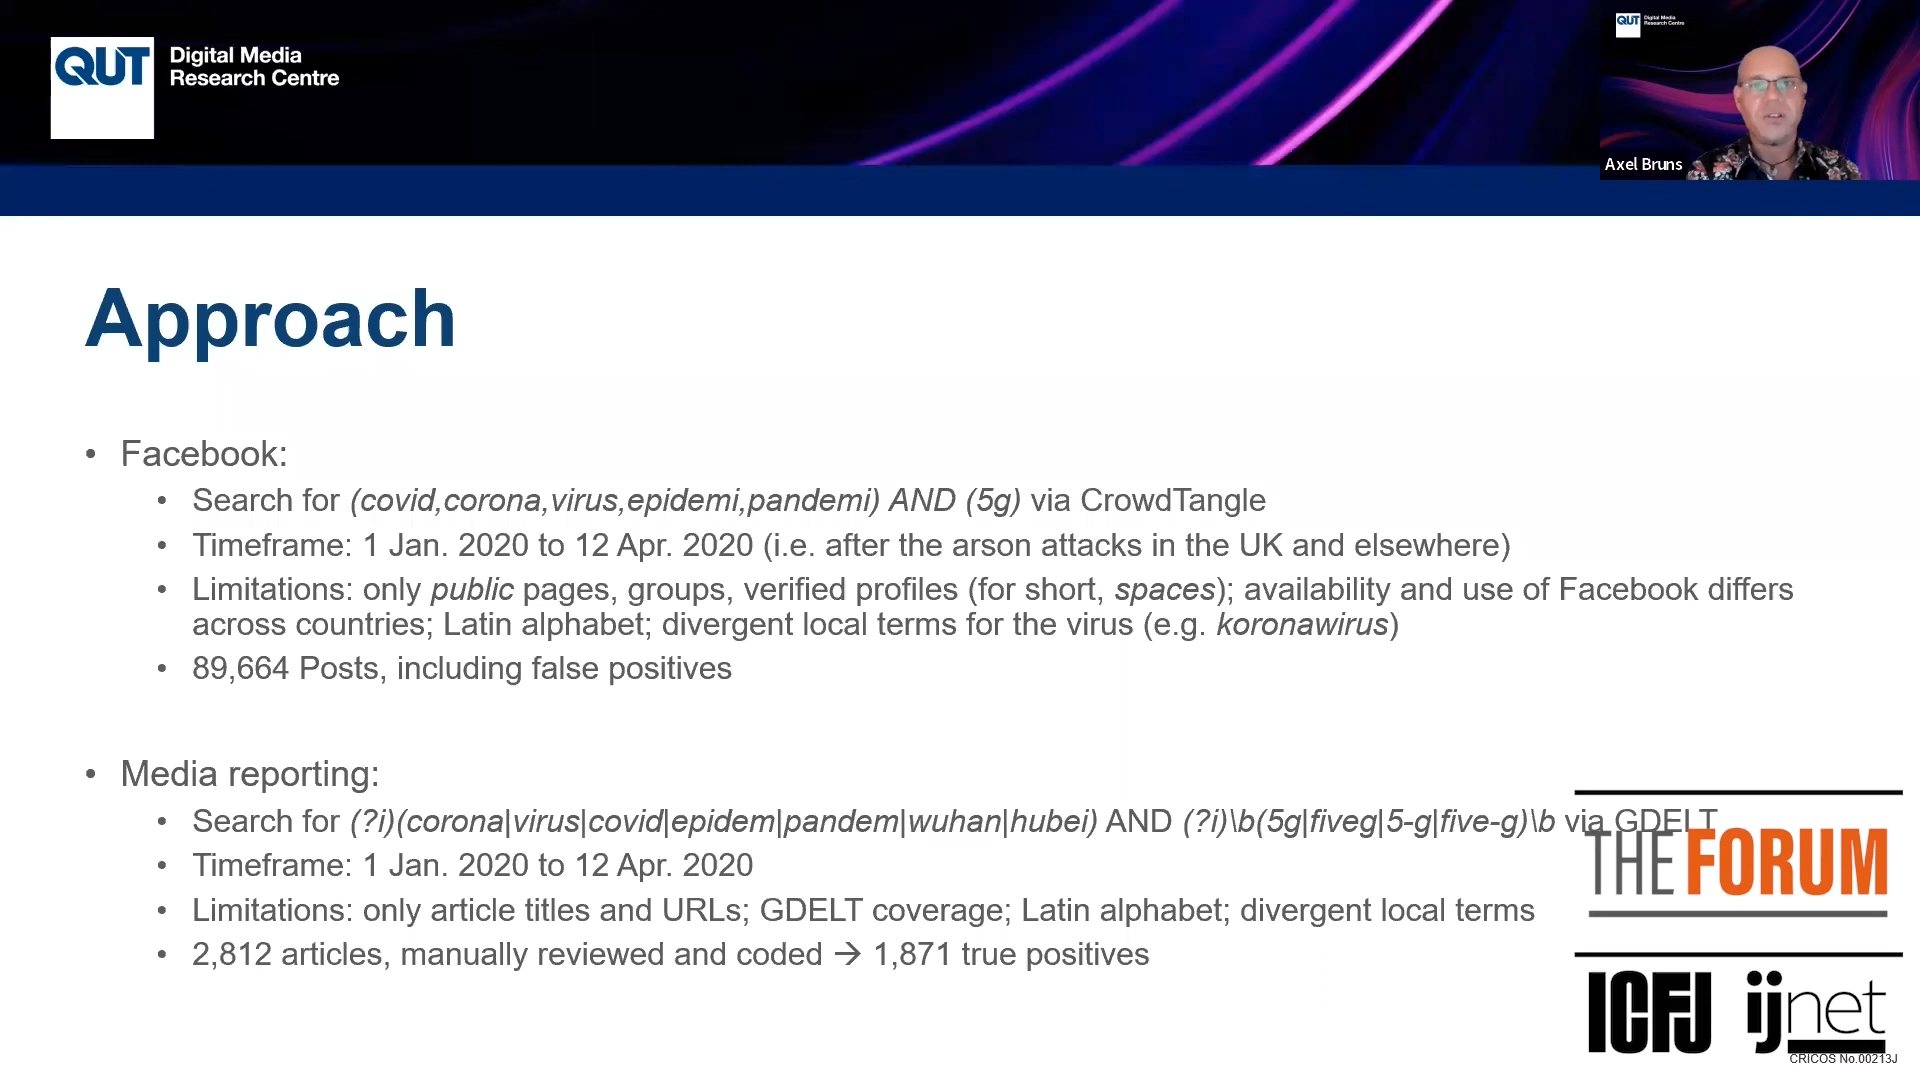 QUT
Digital Media
Research Centre
QUT
Digital Media
Research Centre
Axel Bruns
Approach
• Facebook:
• Search for (covid,corona,virus,epidemi,pandemi) AND (5g) via CrowdTangle
• Timeframe: 1 Jan. 2020 to 12 Apr. 2020 (i.e. after the arson attacks in the UK and elsewhere)
• Limitations: only public pages, groups, verified profiles (for short, spaces); availability and use of Facebook differs
across countries; Latin alphabet; divergent local terms for the virus (e.g. koronawirus)
• 89,664 Posts, including false positives
• Media reporting:
• Search for (?i)(corona|virus|covid|epidem|pandem|wuhan|hubei) AND (?i)\b(5g|fiveg|5-g|five-g)\b via GDELT
• Timeframe: 1 Jan. 2020 to 12 Apr. 2020
• Limitations: only article titles and URLs; GDELT coverage; Latin alphabet; divergent local terms
• 2,812 articles, manually reviewed and coded → 1,871 true positives
THE FORUM
ICFJ ijnet
CRICOS No.00213J